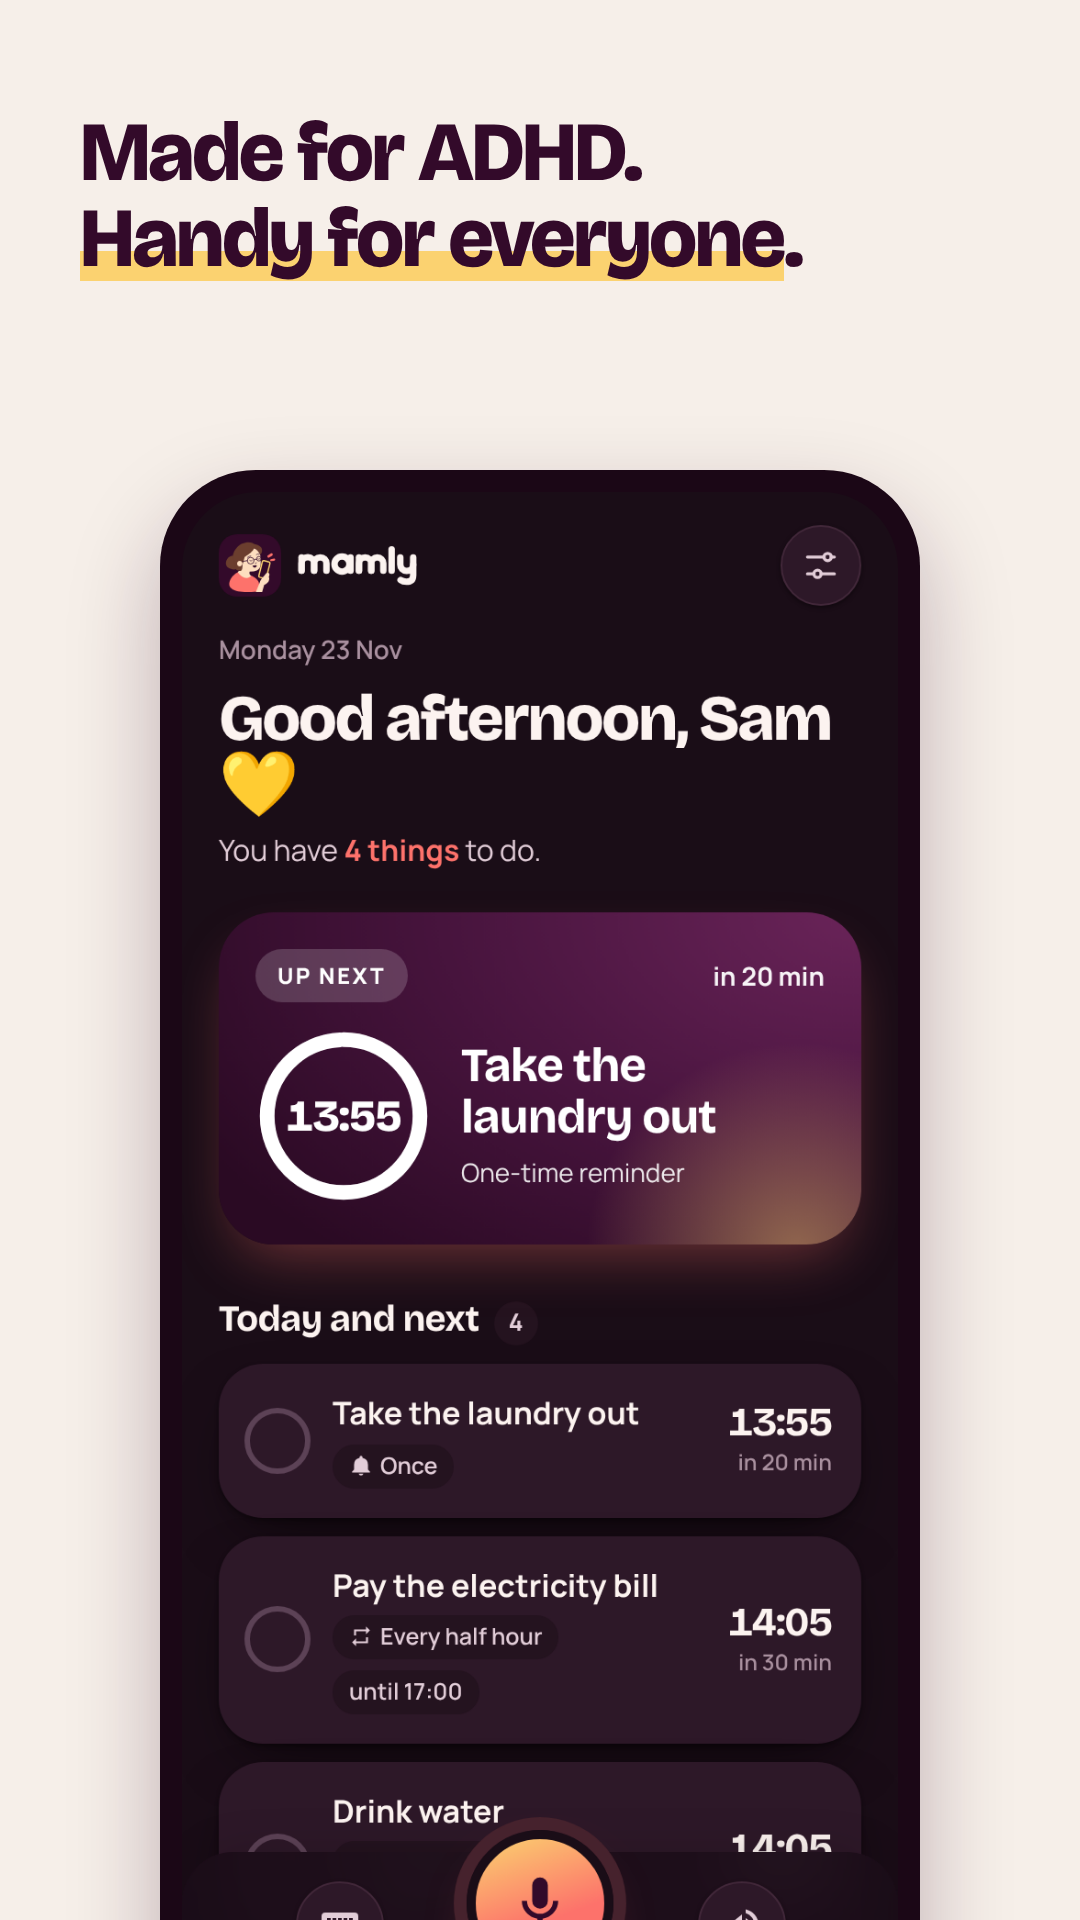 Made for ADHD.
Handy for everyone.
mamly
Monday 23 Nov
Good afternoon, Sam
💛
You have 4 things to do.
UP NEXT
in 20 min
13:55
Take the
laundry out
One-time reminder
Today and next 4
Take the laundry out
Once
13:55
in 20 min
Pay the electricity bill
Every half hour
until 17:00
14:05
in 30 min
Drink water
14:05